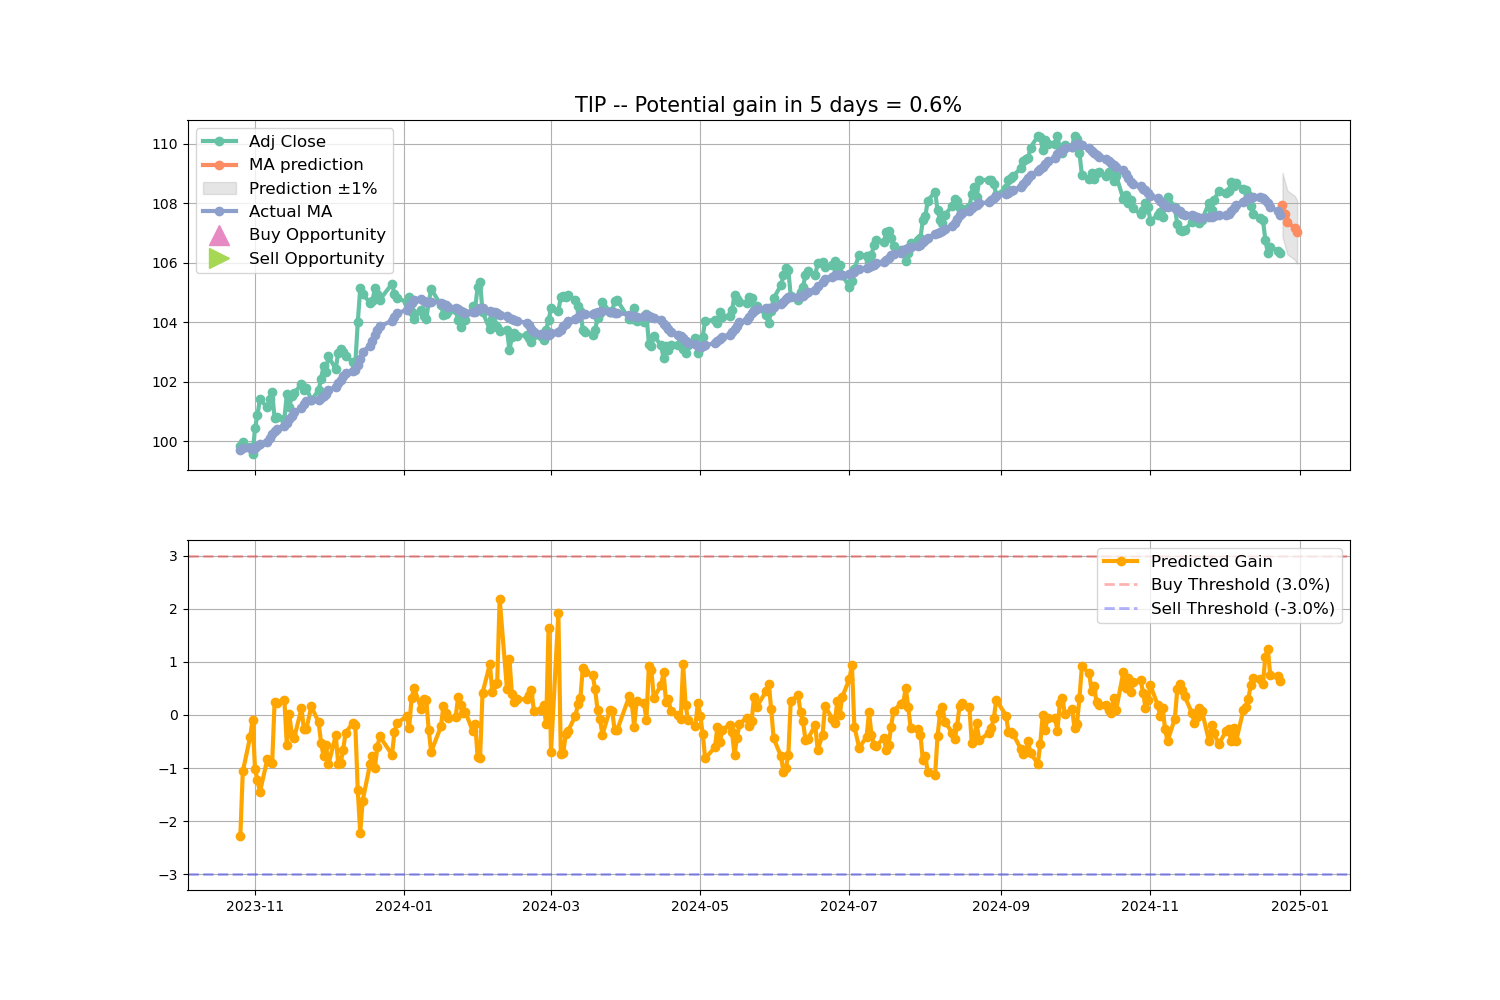 TIP -- Potential gain in 5 days = 0.6%
110
108
106
104
102
100
Adj Close
MA prediction
Prediction ±1%
Actual MA
Buy Opportunity
Sell Opportunity
3
2
1
0
−1
−2
−3
Predicted Gain
Buy Threshold (3.0%)
Sell Threshold (-3.0%)
2023-11
2024-01
2024-03
2024-05
2024-07
2024-09
2024-11
2025-01